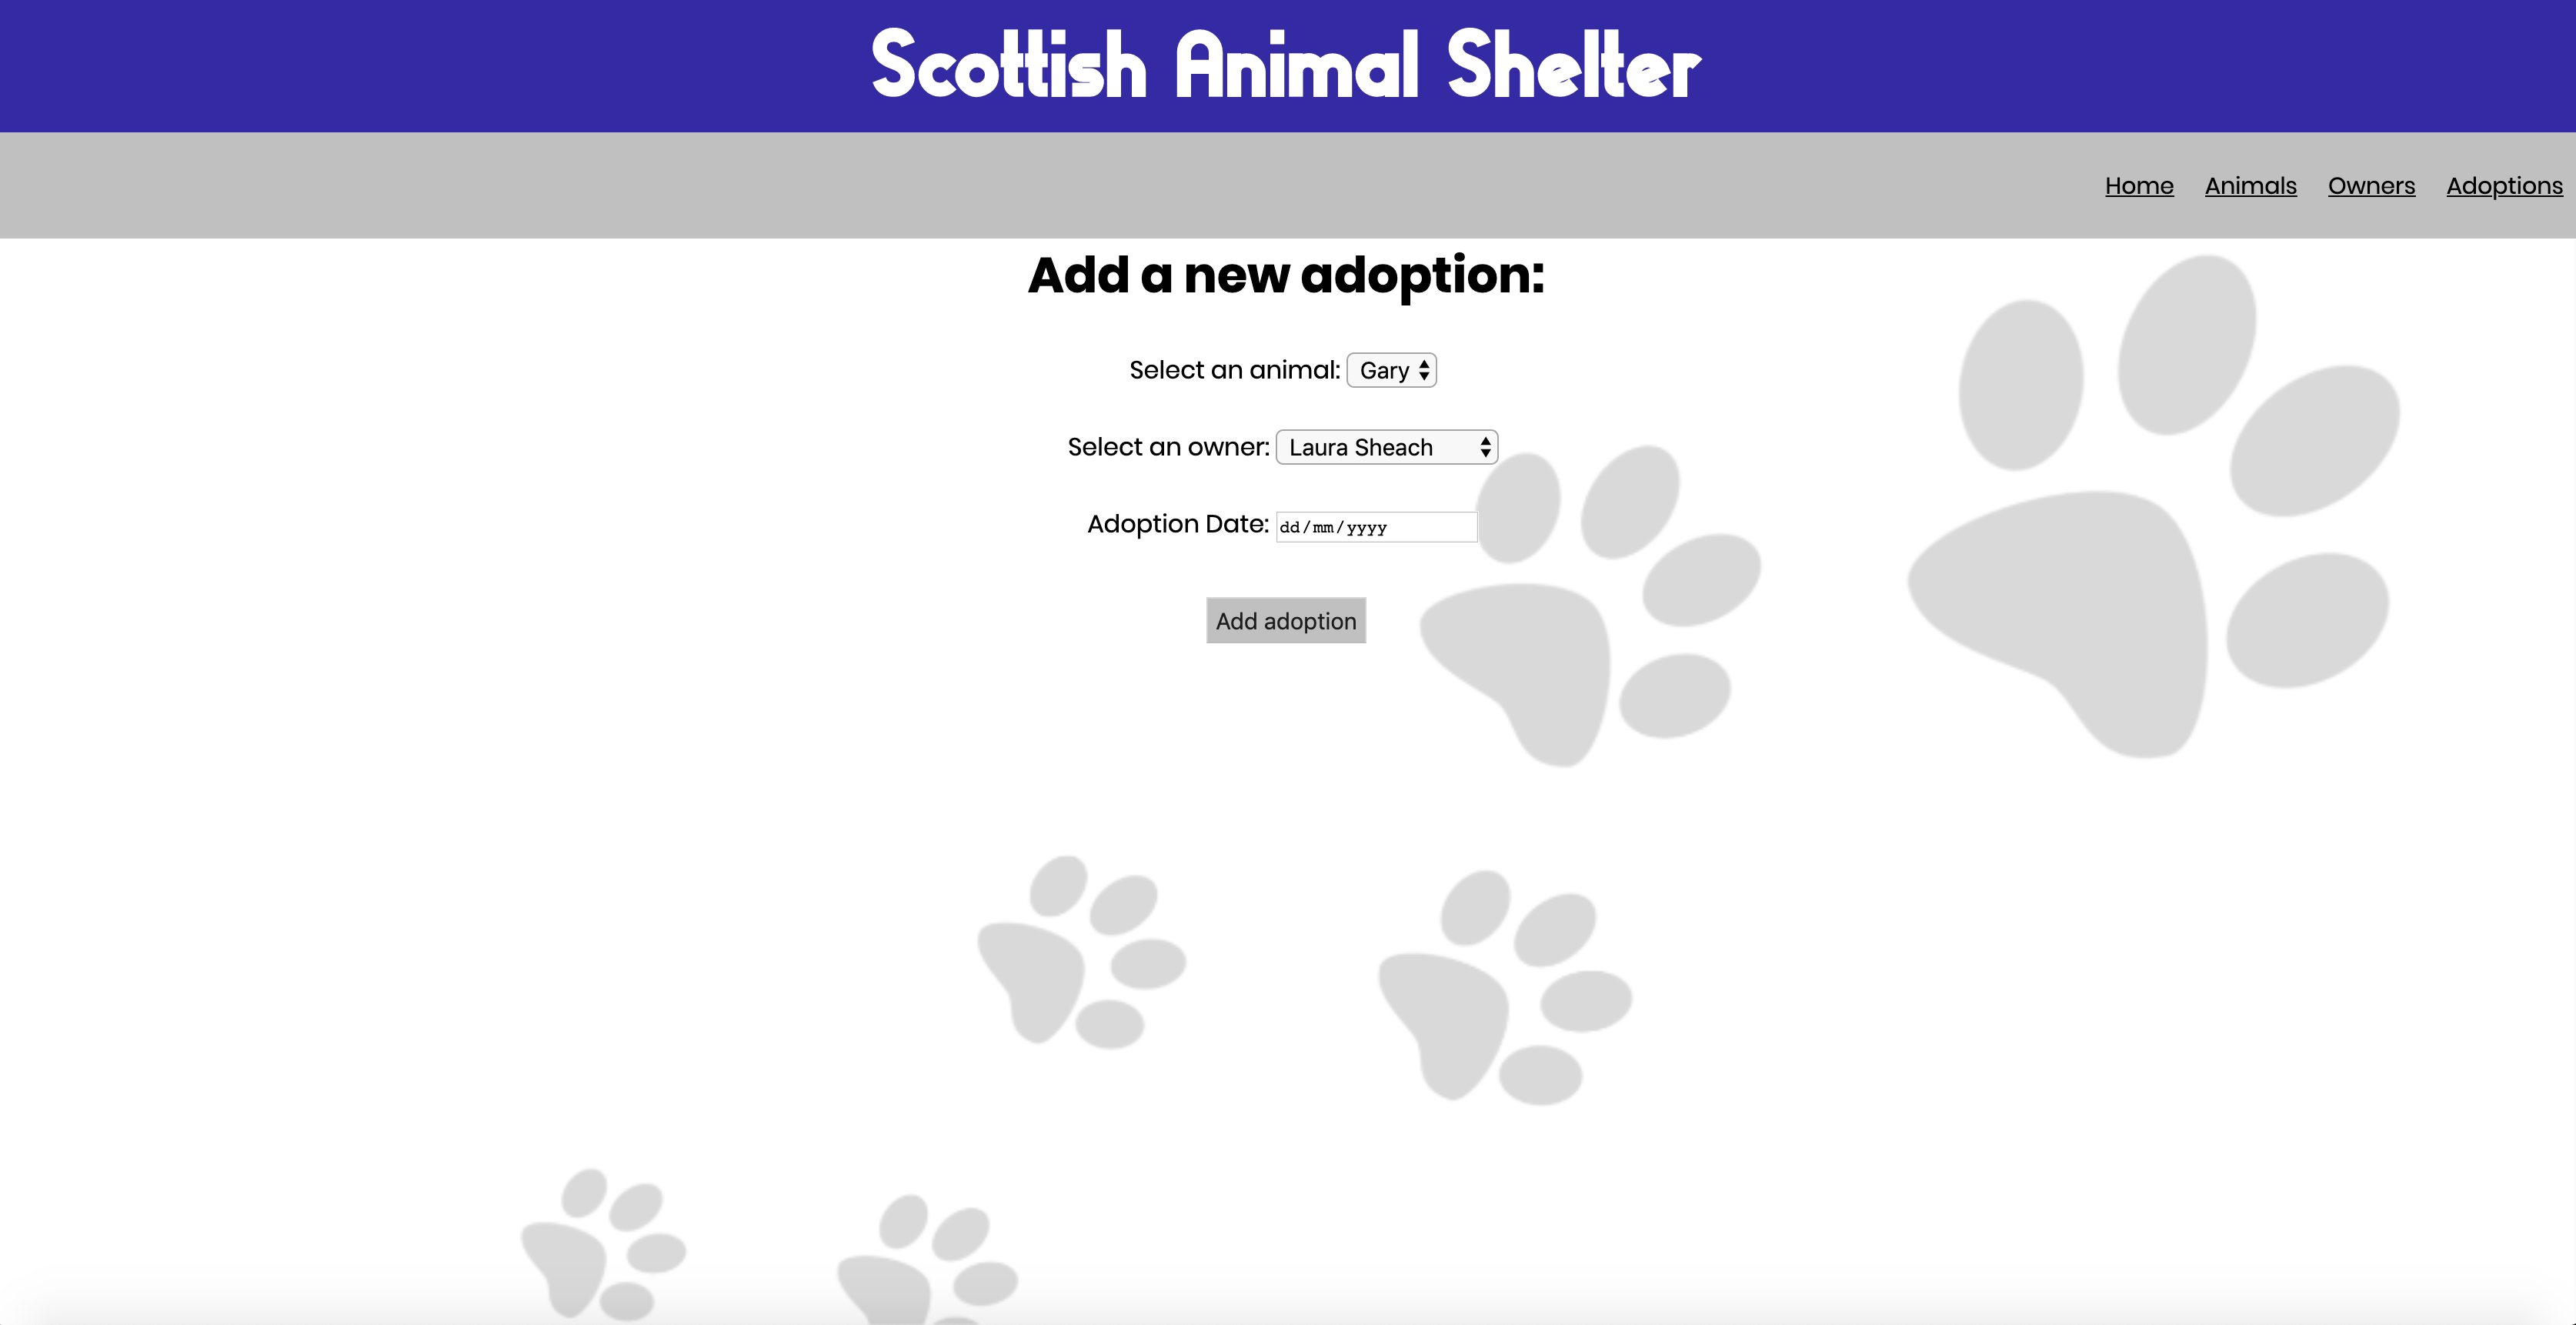 Scottish Animal Shelter
Home Animals Owners Adoptions
Add a new adoption:
Select an animal: Gary
Select an owner: Laura Sheach
Adoption Date: dd/mm/yyyy
Add adoption